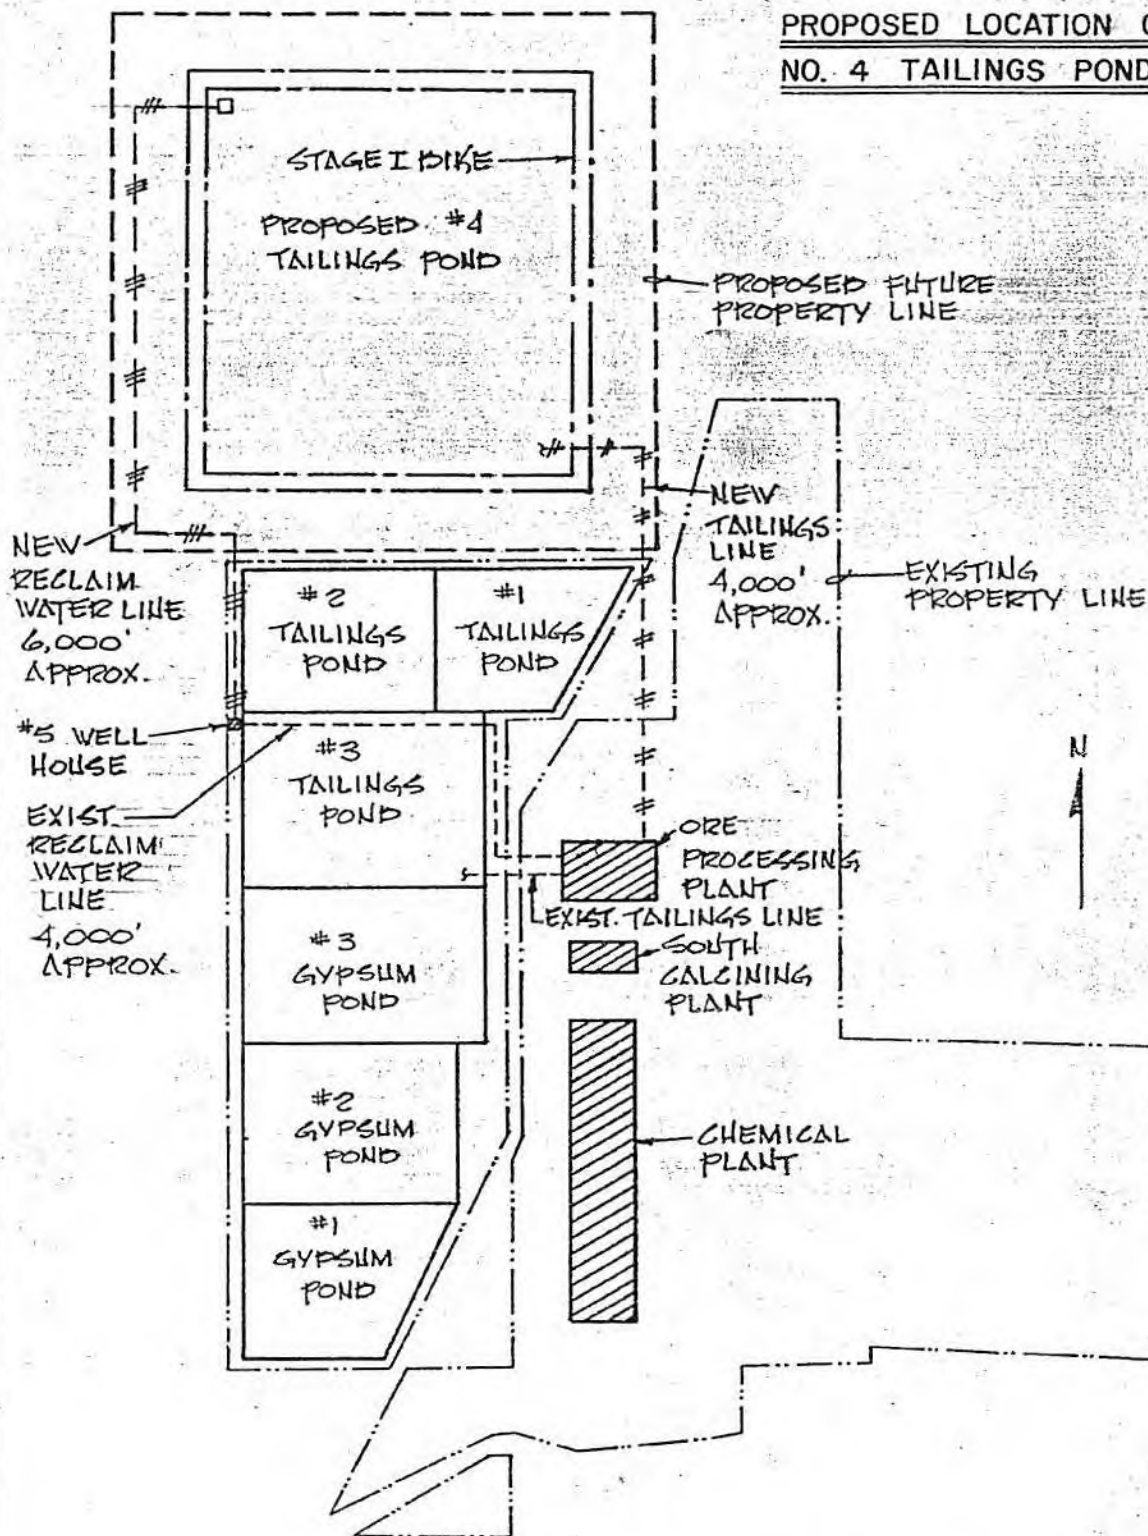 PROPOSED LOCATION
NO. 4 TAILINGS POND
STAGE I DIKE
PROPOSED #4
TAILINGS POND
PROPOSED FUTURE
PROPERTY LINE
NEW
TAILINGS
LINE
4,000'
APPROX.
EXISTING
PROPERTY LINE
NEW
RECLAIM
WATER LINE
6,000'
APPROX.
#2
TAILINGS
POND
#1
TAILINGS
POND
#5 WELL
HOUSE
#3
TAILINGS
POND
N
EXIST.
RECLAIM
WATER
LINE
4,000'
APPROX.
ORE
PROCESSING
PLANT
EXIST. TAILINGS LINE
#3
GYPSUM
POND
SOUTH
CALCINING
PLANT
#2
GYPSUM
POND
CHEMICAL
PLANT
#1
GYPSUM
POND